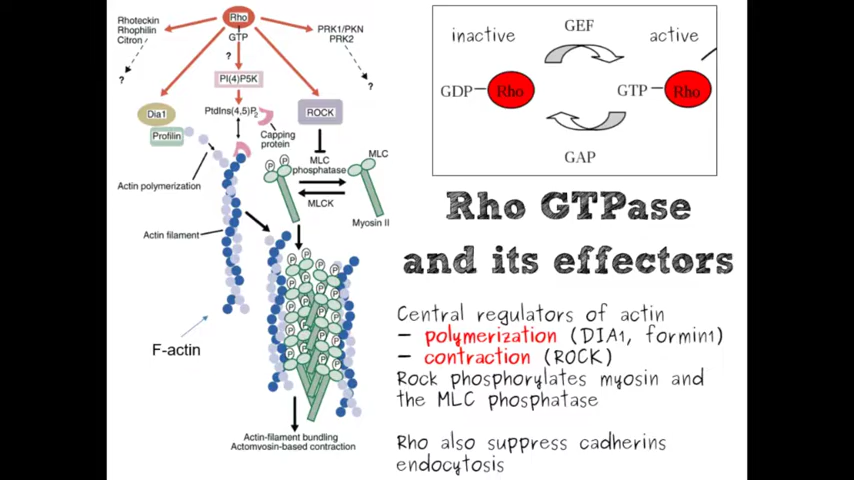 Rhoteckin
Rhophilin
Citron
Rho
GTP
PRK1/PKN
PRK2
?
?
?
PI(4)P5K
Dia1
PtdIns(4,5)P2
ROCK
Profilin
Capping
protein
MLC
phosphatase
MLC
P P
Actin polymerization
MLCK
Myosin II
Actin filament
P P P P P P P P P P P P P P
F-actin
Actin-filament bundling
Actomvosin-based contraction
inactive
GEF
active
GDP
Rho
GTP
Rho
GAP
Rho GTPase
and its effectors
Central regulators of actin
– polymerization (DIA1, formin1)
– contraction (ROCK)
Rock phosphorylates myosin and
the MLC phosphatase
Rho also suppress cadherins
endocytosis